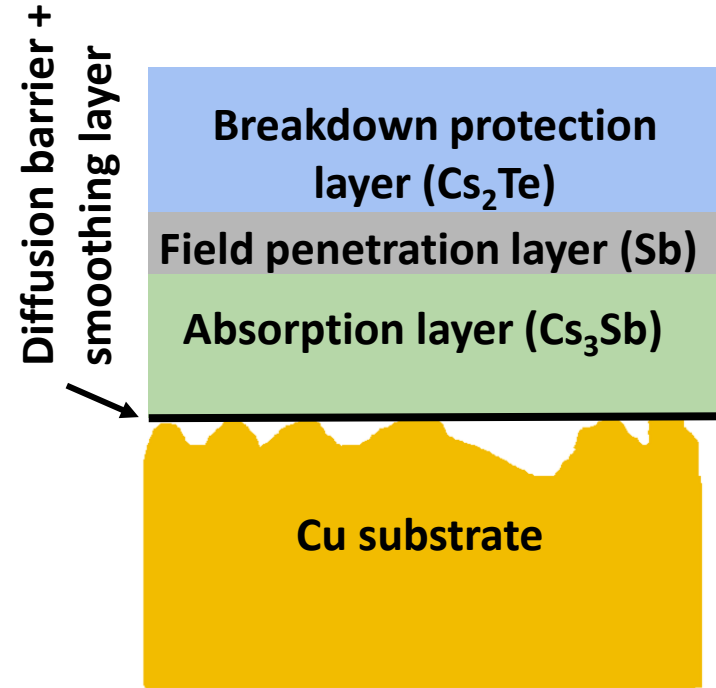 Diffusion barrier +
smoothing layer
Breakdown protection
layer (Cs₂Te)
Field penetration layer (Sb)
Absorption layer (Cs₃Sb)
Cu substrate